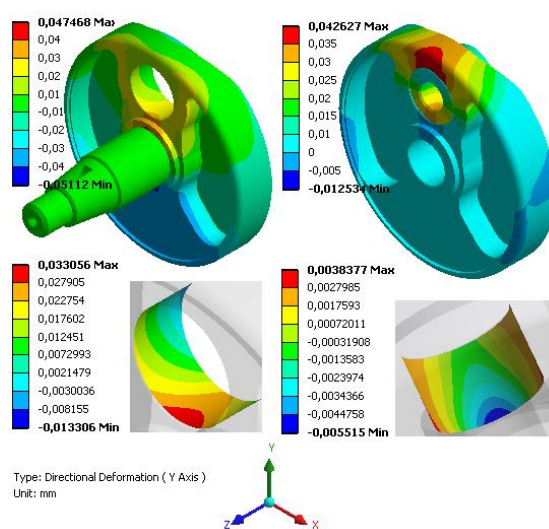 0,047468 Max
0,04
0,03
0,02
0,01
-0,01
-0,02
-0,03
-0,04
-0,05112 Min
0,042627 Max
0,035
0,03
0,025
0,02
0,015
0,01
0
-0,005
-0,012534 Min
0,033056 Max
0,027905
0,022754
0,017602
0,012451
0,0072993
0,0021479
-0,0030036
-0,008155
-0,013306 Min
0,0038377 Max
0,0027985
0,0017593
0,00072011
-0,00031908
-0,0013583
-0,0023974
-0,0034366
-0,0044758
-0,005515 Min
Type: Directional Deformation ( Y Axis )
Unit: mm
Y
Z
X